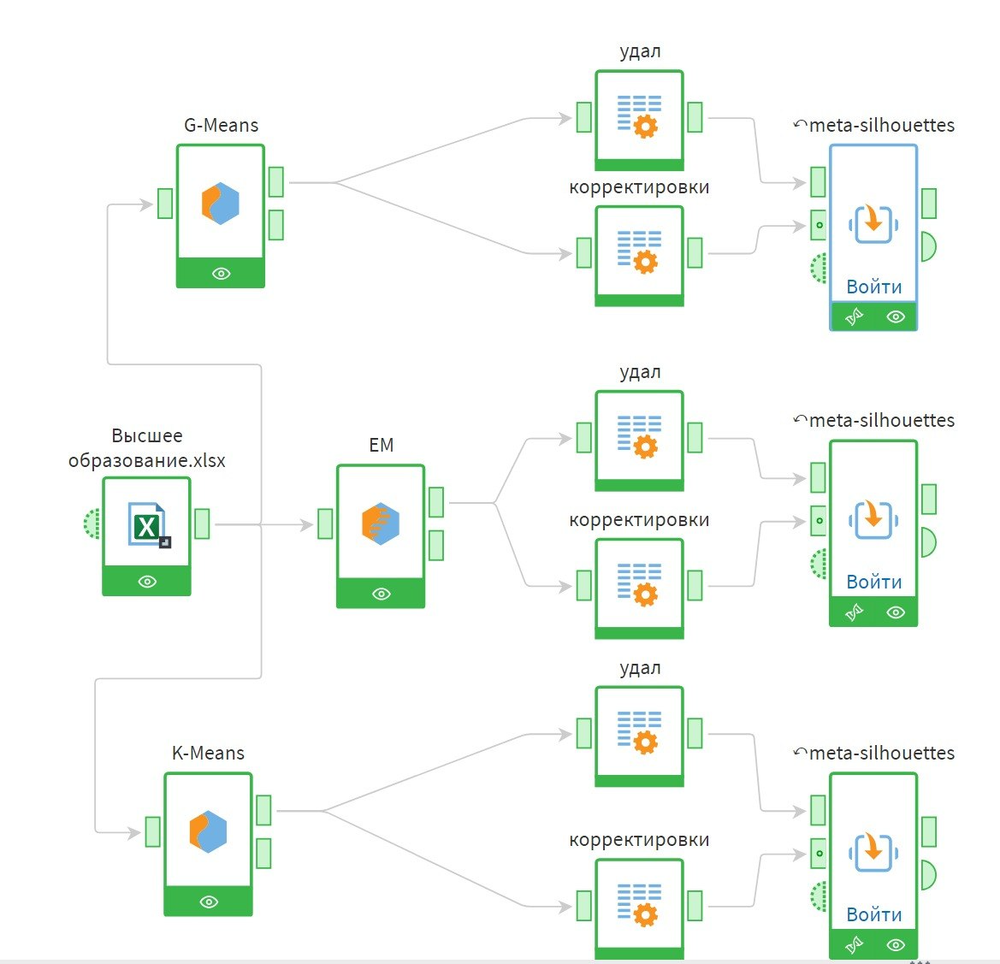 удал
G-Means
meta-silhouettes
корректировки
Войти
удал
meta-silhouettes
Высшее
образование.xlsx
EM
X
корректировки
Войти
удал
K-Means
meta-silhouettes
корректировки
Войти